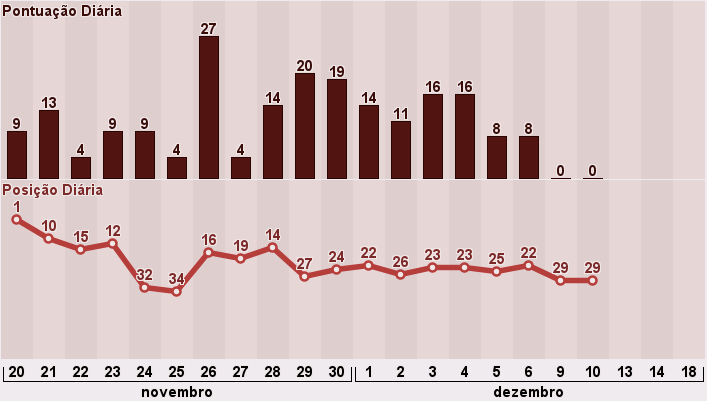 Pontuação Diária
9 13 4 9 9 4 27 4 14 20 19 14 11 16 16 8 8 0 0
Posição Diária
1 10 15 12 32 34 16 19 14 27 24 22 26 23 23 25 22 29 29
20 21 22 23 24 25 26 27 28 29 30 1 2 3 4 5 6 9 10 13 14 18
novembro dezembro